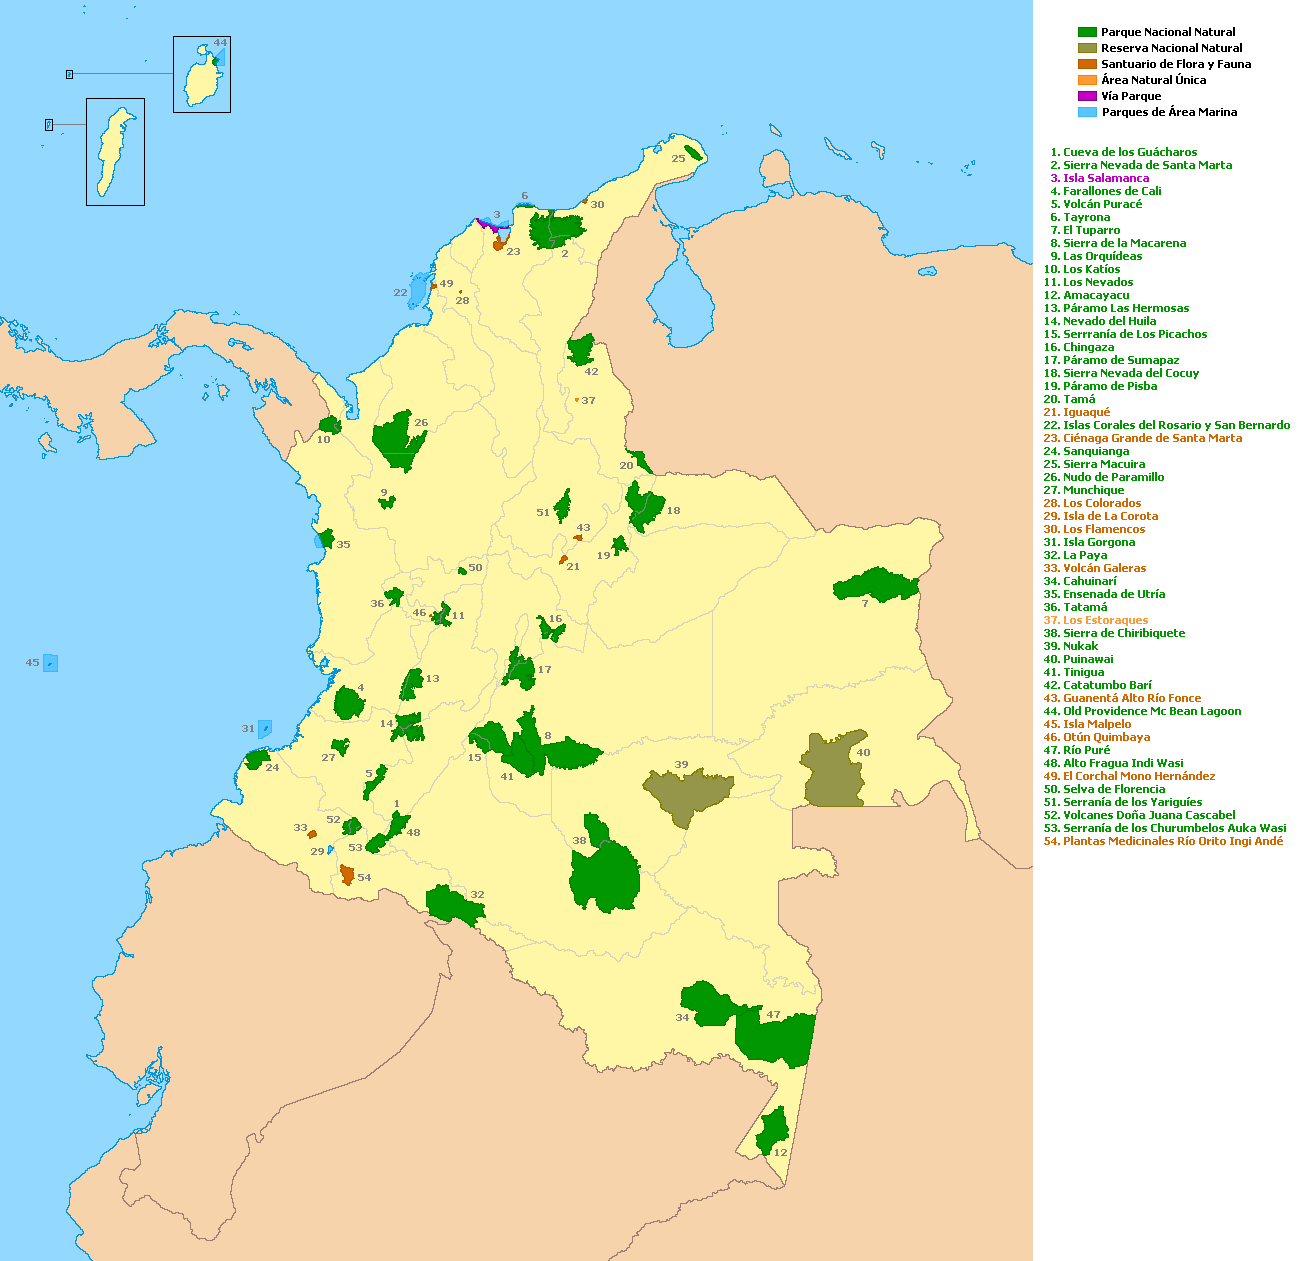 Parque Nacional Natural
Reserva Nacional Natural
Santuario de Flora y Fauna
Área Natural Única
Vía Parque
Parques de Área Marina
1. Cueva de los Guácharos
2. Sierra Nevada de Santa Marta
3. Isla Salamanca
4. Farallones de Cali
5. Volcán Puracé
6. Tayrona
7. El Tuparro
8. Sierra de la Macarena
9. Las Orquídeas
10. Los Katíos
11. Los Nevados
12. Amacayacu
13. Páramo Las Hermosas
14. Nevado del Huila
15. Serrranía de Los Picachos
16. Chingaza
17. Páramo de Sumapaz
18. Sierra Nevada del Cocuy
19. Páramo de Pisba
20. Tamá
21. Iguaqué
22. Islas Corales del Rosario y San Bernardo
23. Ciénaga Grande de Santa Marta
24. Sanquianga
25. Sierra Macuira
26. Nudo de Paramillo
27. Munchique
28. Los Colorados
29. Isla de La Corota
30. Los Flamencos
31. Isla Gorgona
32. La Paya
33. Volcán Galeras
34. Cahuinarí
35. Ensenada de Utría
36. Tatamá
37. Los Estoraques
38. Sierra de Chiribiquete
39. Nukak
40. Puinawai
41. Tinigua
42. Catatumbo Barí
43. Guanentá Alto Río Fonce
44. Old Providence Mc Bean Lagoon
45. Isla Malpelo
46. Otún Quimbaya
47. Río Puré
48. Alto Fragua Indi Wasi
49. El Corchal Mono Hernández
50. Selva de Florencia
51. Serranía de los Yariguíes
52. Volcanes Doña Juana Cascabel
53. Serranía de los Churumbelos Auka Wasi
54. Plantas Medicinales Río Orito Ingi Andé
44
25
6
30
3
23
2
22
49
28
42
37
26
10
20
9
51
18
43
35
19
21
50
36
7
46
11
16
45
17
13
4
31
14
8
27
15
40
24
39
5
41
1
52
33
48
38
53
29
54
32
47
34
12